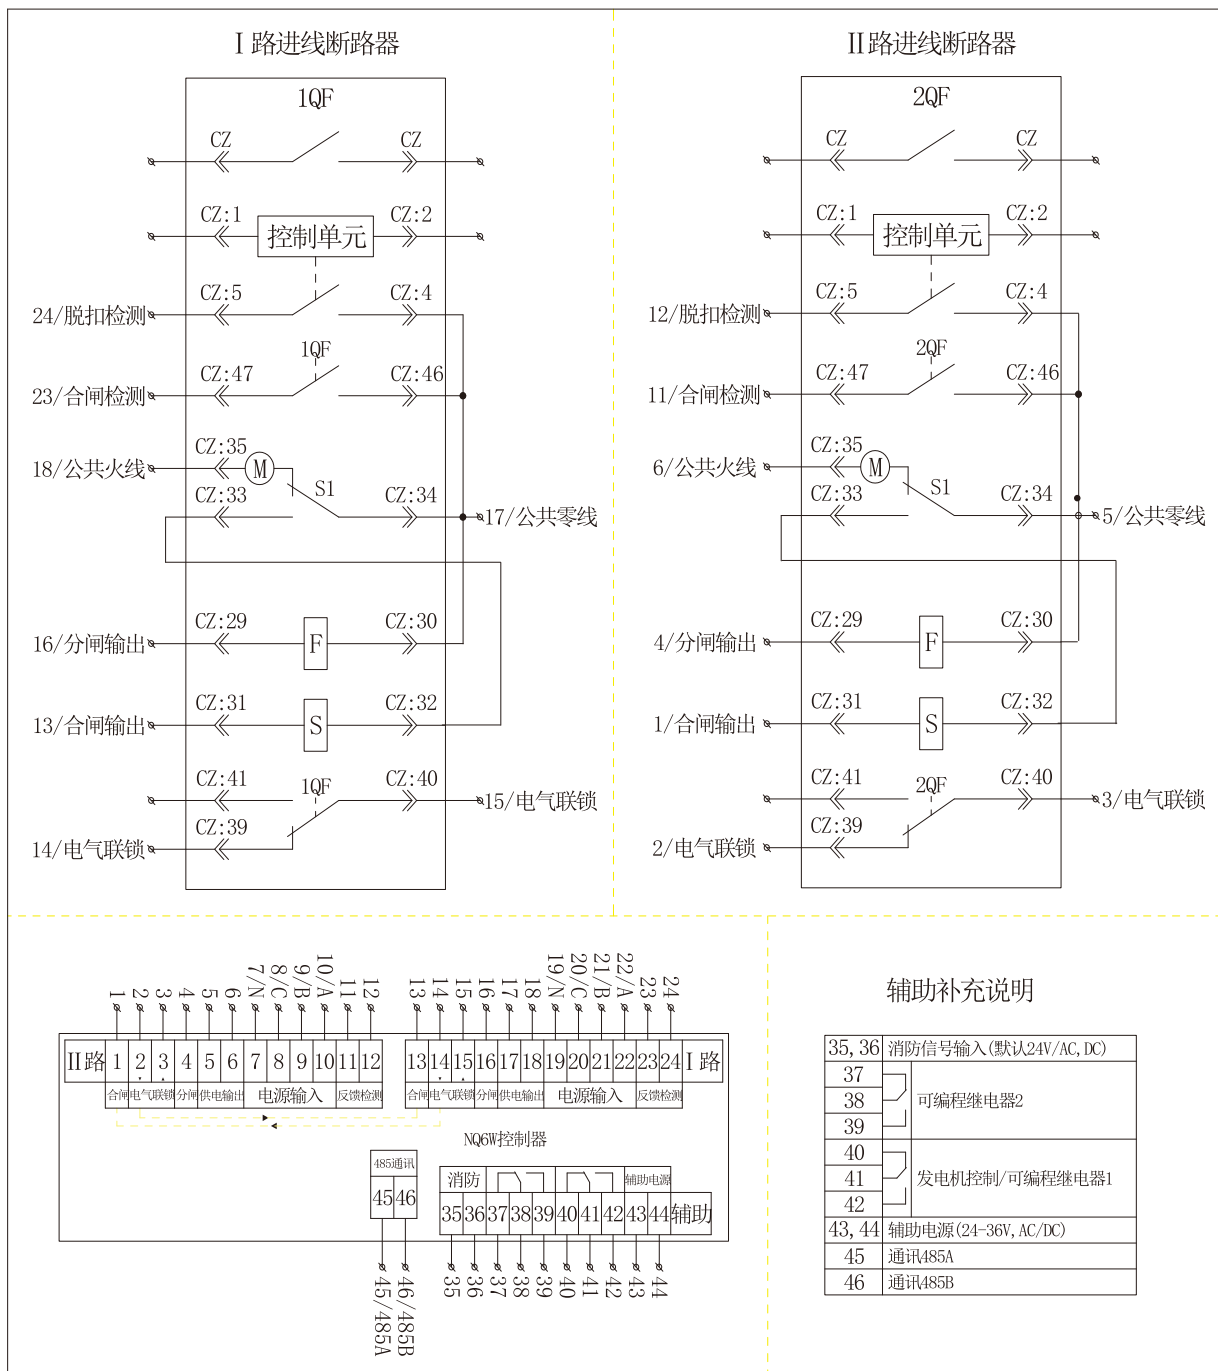 I 路进线断路器
1QF
CZ CZ
CZ:1 控制单元 CZ:2
CZ:5 CZ:4
24/脱扣检测
1QF
CZ:47 CZ:46
23/合闸检测
CZ:35
18/公共火线 M
CZ:33 S1 CZ:34
17/公共零线
CZ:29 CZ:30
16/分闸输出 F
CZ:31 CZ:32
13/合闸输出 S
CZ:41 1QF CZ:40
15/电气联锁
CZ:39
14/电气联锁
II路进线断路器
2QF
CZ CZ
CZ:1 控制单元 CZ:2
CZ:5 CZ:4
12/脱扣检测
2QF
CZ:47 CZ:46
11/合闸检测
CZ:35
6/公共火线 M
CZ:33 S1 CZ:34
5/公共零线
CZ:29 CZ:30
4/分闸输出 F
CZ:31 CZ:32
1/合闸输出 S
CZ:41 2QF CZ:40
3/电气联锁
CZ:39
2/电气联锁
1 2 3 4 5 6 7/N 8/C 9/B 10/A 11 12 13 14 15 16 17 18 19/N 20/C 21/B 22/A 23 24
II路 1 2 3 4 5 6 7 8 9 10 11 12 13 14 15 16 17 18 19 20 21 22 23 24 I 路
合闸 电气联锁 分闸 供电输出 电源输入 反馈检测 合闸 电气联锁 分闸 供电输出 电源输入 反馈检测
NQ6W控制器
485通讯
45 46
消防 辅助电源
35 36 37 38 39 40 41 42 43 44 辅助
45/485A 46/485B 35 36 37 38 39 40 41 42 43 44
辅助补充说明
35,36 消防信号输入(默认24V/AC,DC)
37
38 可编程继电器2
39
40
41 发电机控制/可编程继电器1
42
43,44 辅助电源(24-36V,AC/DC)
45 通讯485A
46 通讯485B